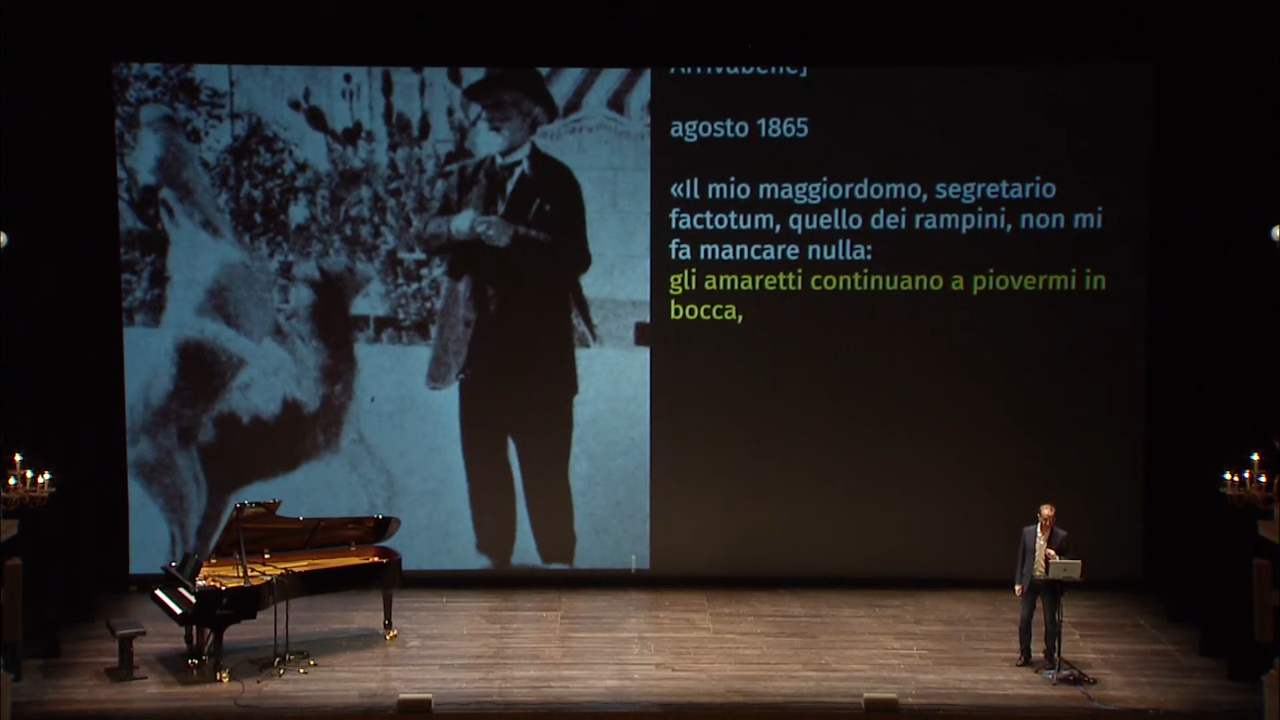 Arrivabene]
agosto 1865
«Il mio maggiordomo, segretario
factotum, quello dei rampini, non mi
fa mancare nulla:
gli amaretti continuano a piovermi in
bocca,